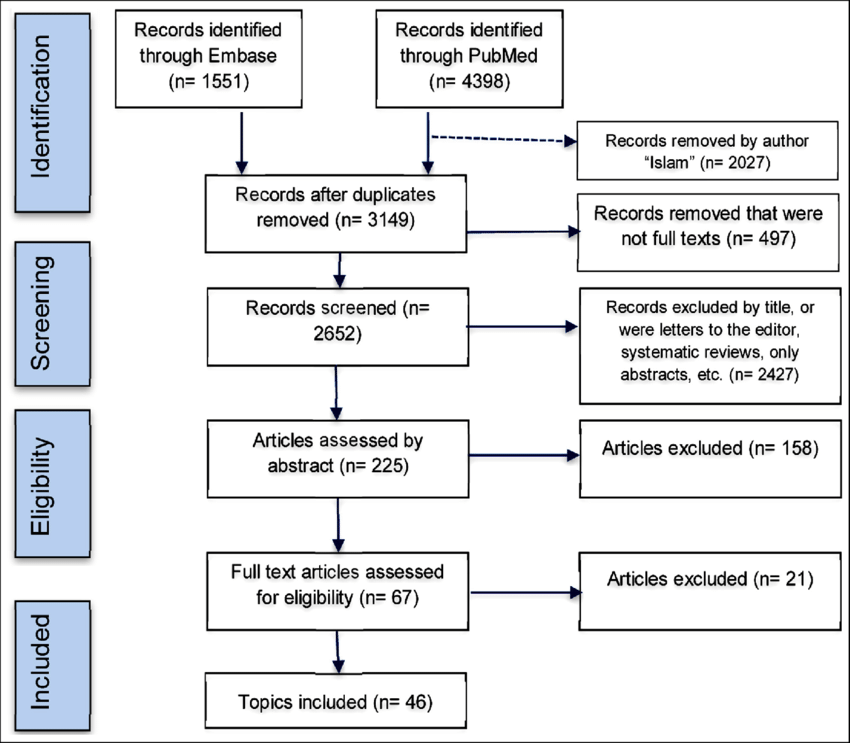 Identification
Records identified
through Embase
(n= 1551)
Records identified
through PubMed
(n= 4398)
Records removed by author
“Islam” (n= 2027)
Records after duplicates
removed (n= 3149)
Records removed that were
not full texts (n= 497)
Screening
Records screened (n=
2652)
Records excluded by title, or
were letters to the editor,
systematic reviews, only
abstracts, etc. (n= 2427)
Eligibility
Articles assessed by
abstract (n= 225)
Articles excluded (n= 158)
Full text articles assessed
for eligibility (n= 67)
Articles excluded (n= 21)
Included
Topics included (n= 46)